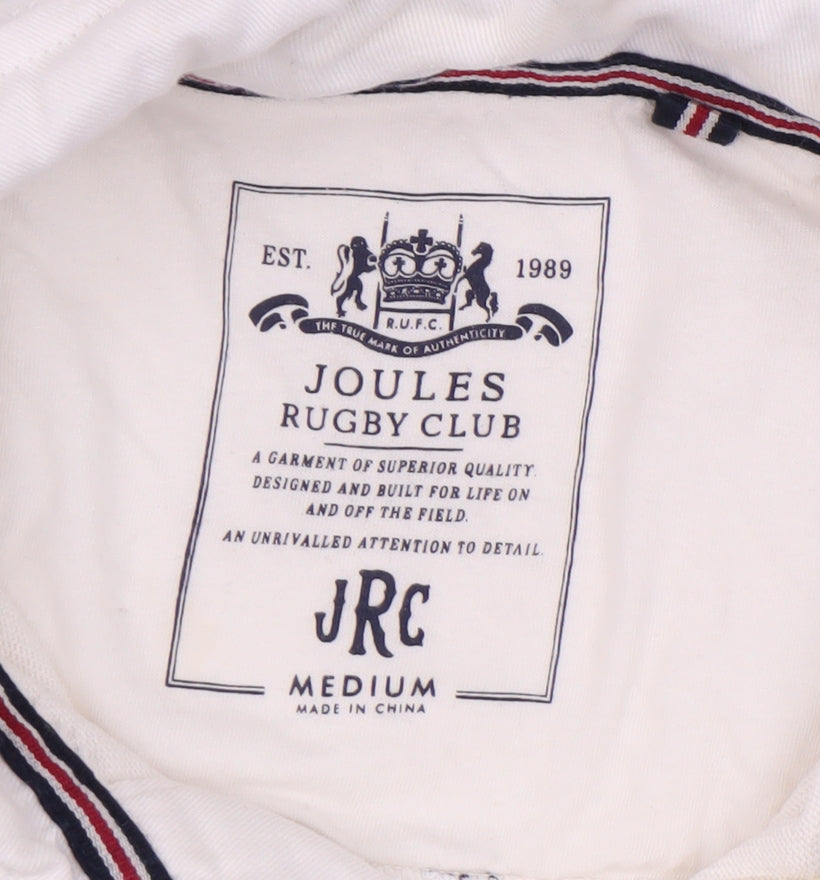 EST. 1989
R.U.F.C.
THE TRUE MARK OF AUTHENTICITY
JOULES
RUGBY CLUB
A GARMENT OF SUPERIOR QUALITY.
DESIGNED AND BUILT FOR LIFE ON
AND OFF THE FIELD.
AN UNRIVALLED ATTENTION TO DETAIL.
JRC
MEDIUM
MADE IN CHINA